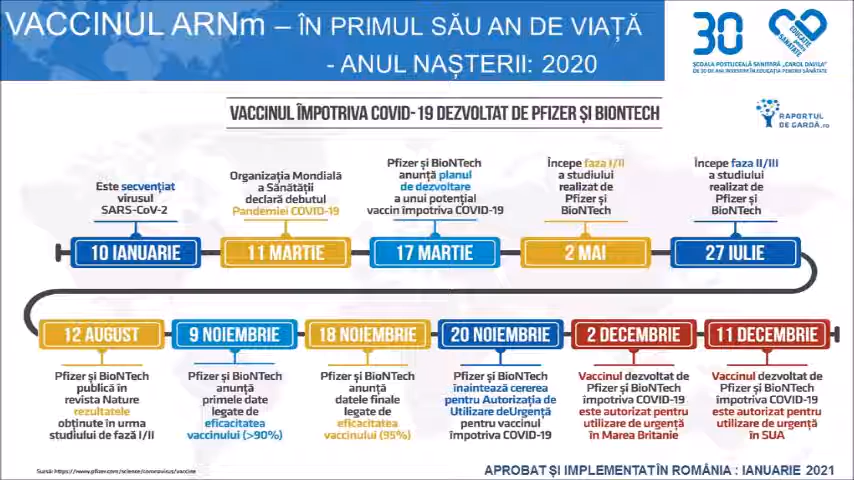 VACCINUL ARNm – ÎN PRIMUL SĂU AN DE VIAȚĂ
- ANUL NAȘTERII: 2020
30
EDUCAȚIE pentru SĂNĂTATE
ȘCOALA POSTLICEALĂ SANITARĂ „CAROL DAVILA”
DE 30 DE ANI, INVESTIM ÎN EDUCAȚIA PENTRU SĂNĂTATE
VACCINUL ÎMPOTRIVA COVID-19 DEZVOLTAT DE PFIZER ȘI BIONTECH
RAPORTUL
DE GARDĂ.ro
Este secvențiat
virusul
SARS-CoV-2
10 IANUARIE
Organizația Mondială
a Sănătății
declară debutul
Pandemiei COVID-19
11 MARTIE
Pfizer și BioNTech
anunță planul
de dezvoltare
a unui potențial
vaccin împotriva COVID-19
17 MARTIE
Începe faza I/II
a studiului
realizat de
Pfizer și
BioNTech
2 MAI
Începe faza II/III
a studiului
realizat de
Pfizer și
BioNTech
27 IULIE
12 AUGUST
Pfizer și BioNTech
publică în
revista Nature
rezultatele
obținute în urma
studiului de fază I/II
9 NOIEMBRIE
Pfizer și BioNTech
anunță
primele date
legate de
eficacitatea
vaccinului (>90%)
18 NOIEMBRIE
Pfizer și BioNTech
anunță
datele finale
legate de
eficacitatea
vaccinului (95%)
20 NOIEMBRIE
Pfizer și BioNTech
înaintează cererea
pentru Autorizația de
Utilizare deUrgență
pentru vaccinul
împotriva COVID-19
2 DECEMBRIE
Vaccinul dezvoltat de
Pfizer și BioNTech
împotriva COVID-19
este autorizat pentru
utilizare de urgență
în Marea Britanie
11 DECEMBRIE
Vaccinul dezvoltat de
Pfizer și BioNTech
împotriva COVID-19
este autorizat pentru
utilizare de urgență
în SUA
Sursă: https://www.pfizer.com/science/coronavirus/vaccine
APROBAT ȘI IMPLEMENTAT ÎN ROMÂNIA : IANUARIE 2021